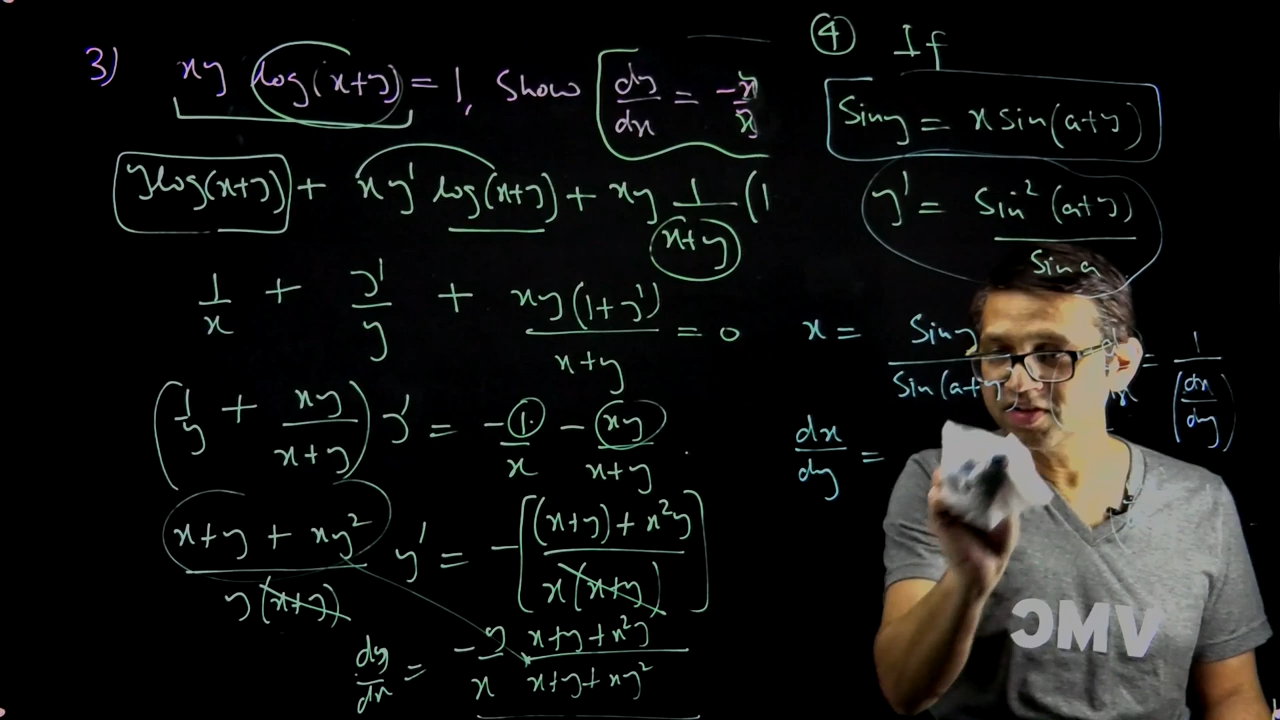 3) xy log(x+y) = 1, Show dy/dx = -y/x
y log(x+y) + xy' log(x+y) + xy 1/(x+y) (1
1/x + y'/y + xy(1+y')/(x+y) = 0
(1/y + xy/(x+y)) y' = -1/x - xy/(x+y)
(x+y+xy²)/(y(x+y)) y' = -[((x+y)+x²y)/(x(x+y))]
dy/dx = -y/x (x+y+x²y)/(x+y+xy²)
④ If
Sin y = x Sin(a+y)
y' = Sin²(a+y)/Sin a
x = Sin y/Sin(a+y)
= 1/(dx/dy)
dx/dy =
VMC